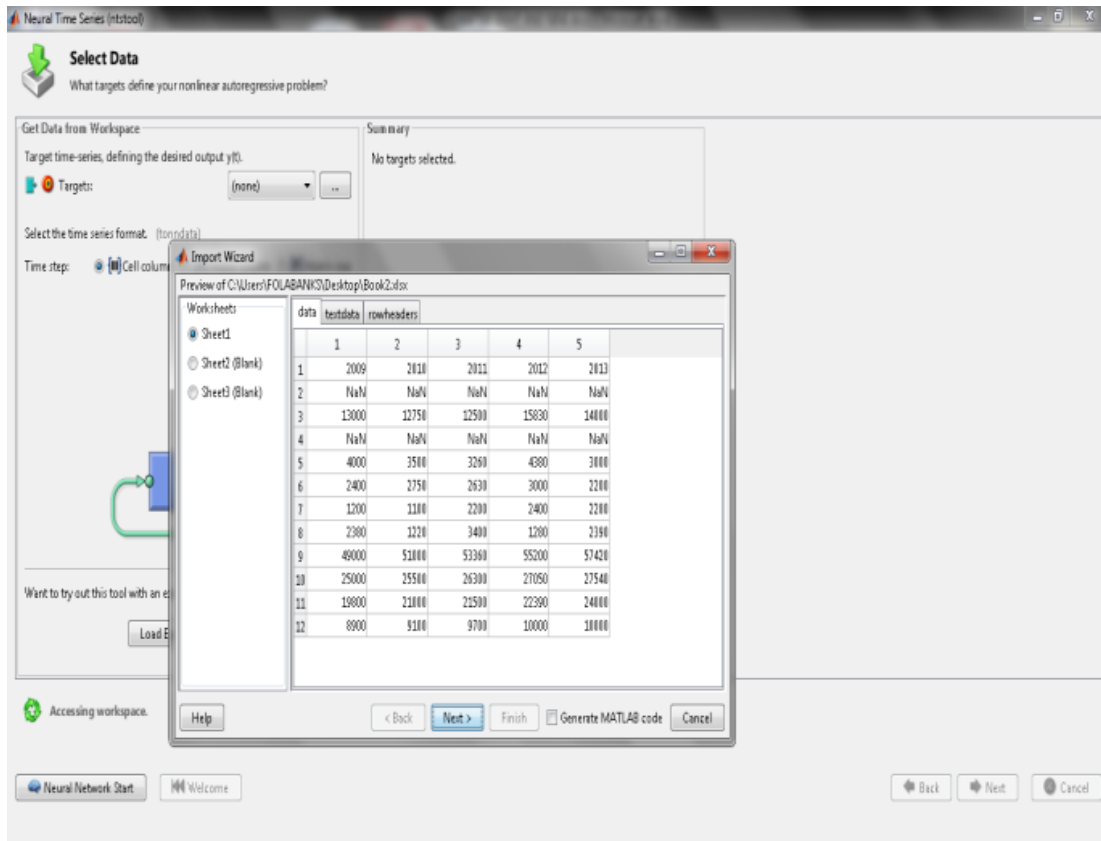 Neural Time Series (ntstool)
Select Data
What targets define your nonlinear autoregressive problem?
Get Data from Workspace
Target time-series, defining the desired output y(t).
Targets: (none) ...
Select the time series format. (tonndata)
Time step: Cell colum
Want to try out this tool with an e
Load E
Accessing workspace.
Summary
No targets selected.
Import Wizard
Preview of C:\Users\FOLABANKS\Desktop\Book2.xlsx
Worksheets
Sheet1
Sheet2 (Blank)
Sheet3 (Blank)
data textdata rowheaders
1 2 3 4 5
1 2009 2010 2011 2012 2013
2 NaN NaN NaN NaN NaN
3 13000 12750 12500 15830 14000
4 NaN NaN NaN NaN NaN
5 4000 3500 3260 4380 3000
6 2400 2750 2630 3000 2200
7 1200 1100 2200 2400 2200
8 2380 1220 3400 1280 2390
9 49000 51000 53360 55200 57420
10 25000 25500 26300 27050 27540
11 19800 21000 21500 22390 24000
12 8900 9100 9700 10000 10000
Help < Back Next > Finish Generate MATLAB code Cancel
Neural Network Start Welcome Back Next Cancel